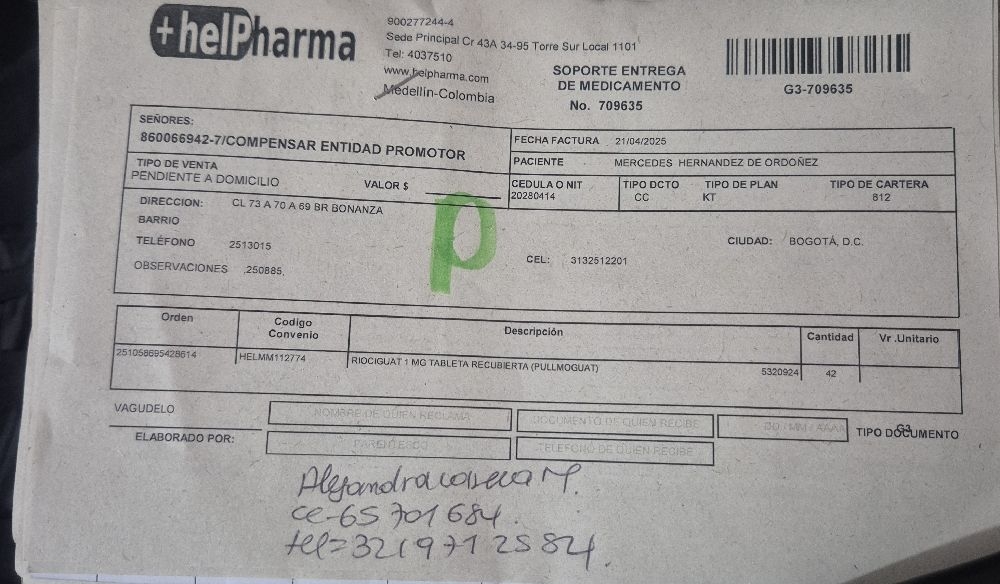 +helPharma
900277244-4
Sede Principal Cr 43A 34-95 Torre Sur Local 1101
Tel: 4037510
www.helpharma.com
Medellín-Colombia
SOPORTE ENTREGA
DE MEDICAMENTO
No. 709635
G3-709635
SEÑORES:
860066942-7/COMPENSAR ENTIDAD PROMOTOR
FECHA FACTURA 21/04/2025
PACIENTE MERCEDES HERNANDEZ DE ORDOÑEZ
TIPO DE VENTA
PENDIENTE A DOMICILIO VALOR $
CEDULA O NIT TIPO DCTO TIPO DE PLAN TIPO DE CARTERA
20280414 CC KT 812
DIRECCION: CL 73 A 70 A 69 BR BONANZA
BARRIO
TELÉFONO 2513015
CIUDAD: BOGOTÁ, D.C.
CEL: 3132512201
OBSERVACIONES .250885.
p
Orden Codigo Convenio Descripción Cantidad Vr .Unitario
251058695428614 HELMM112774 RIOCIGUAT 1 MG TABLETA RECUBIERTA (PULLMOGUAT) 5320924 42
VAGUDELO
NOMBRE DE QUIEN RECLAMA DOCUMENTO DE QUIEN RECIBE DD / MM / AAAA
TIPO DOCUMENTO G3
ELABORADO POR:
PARENTESCO TELEFONO DE QUIEN RECIBE
Alejandra M.
cc-65701684.
tel=3219712584.